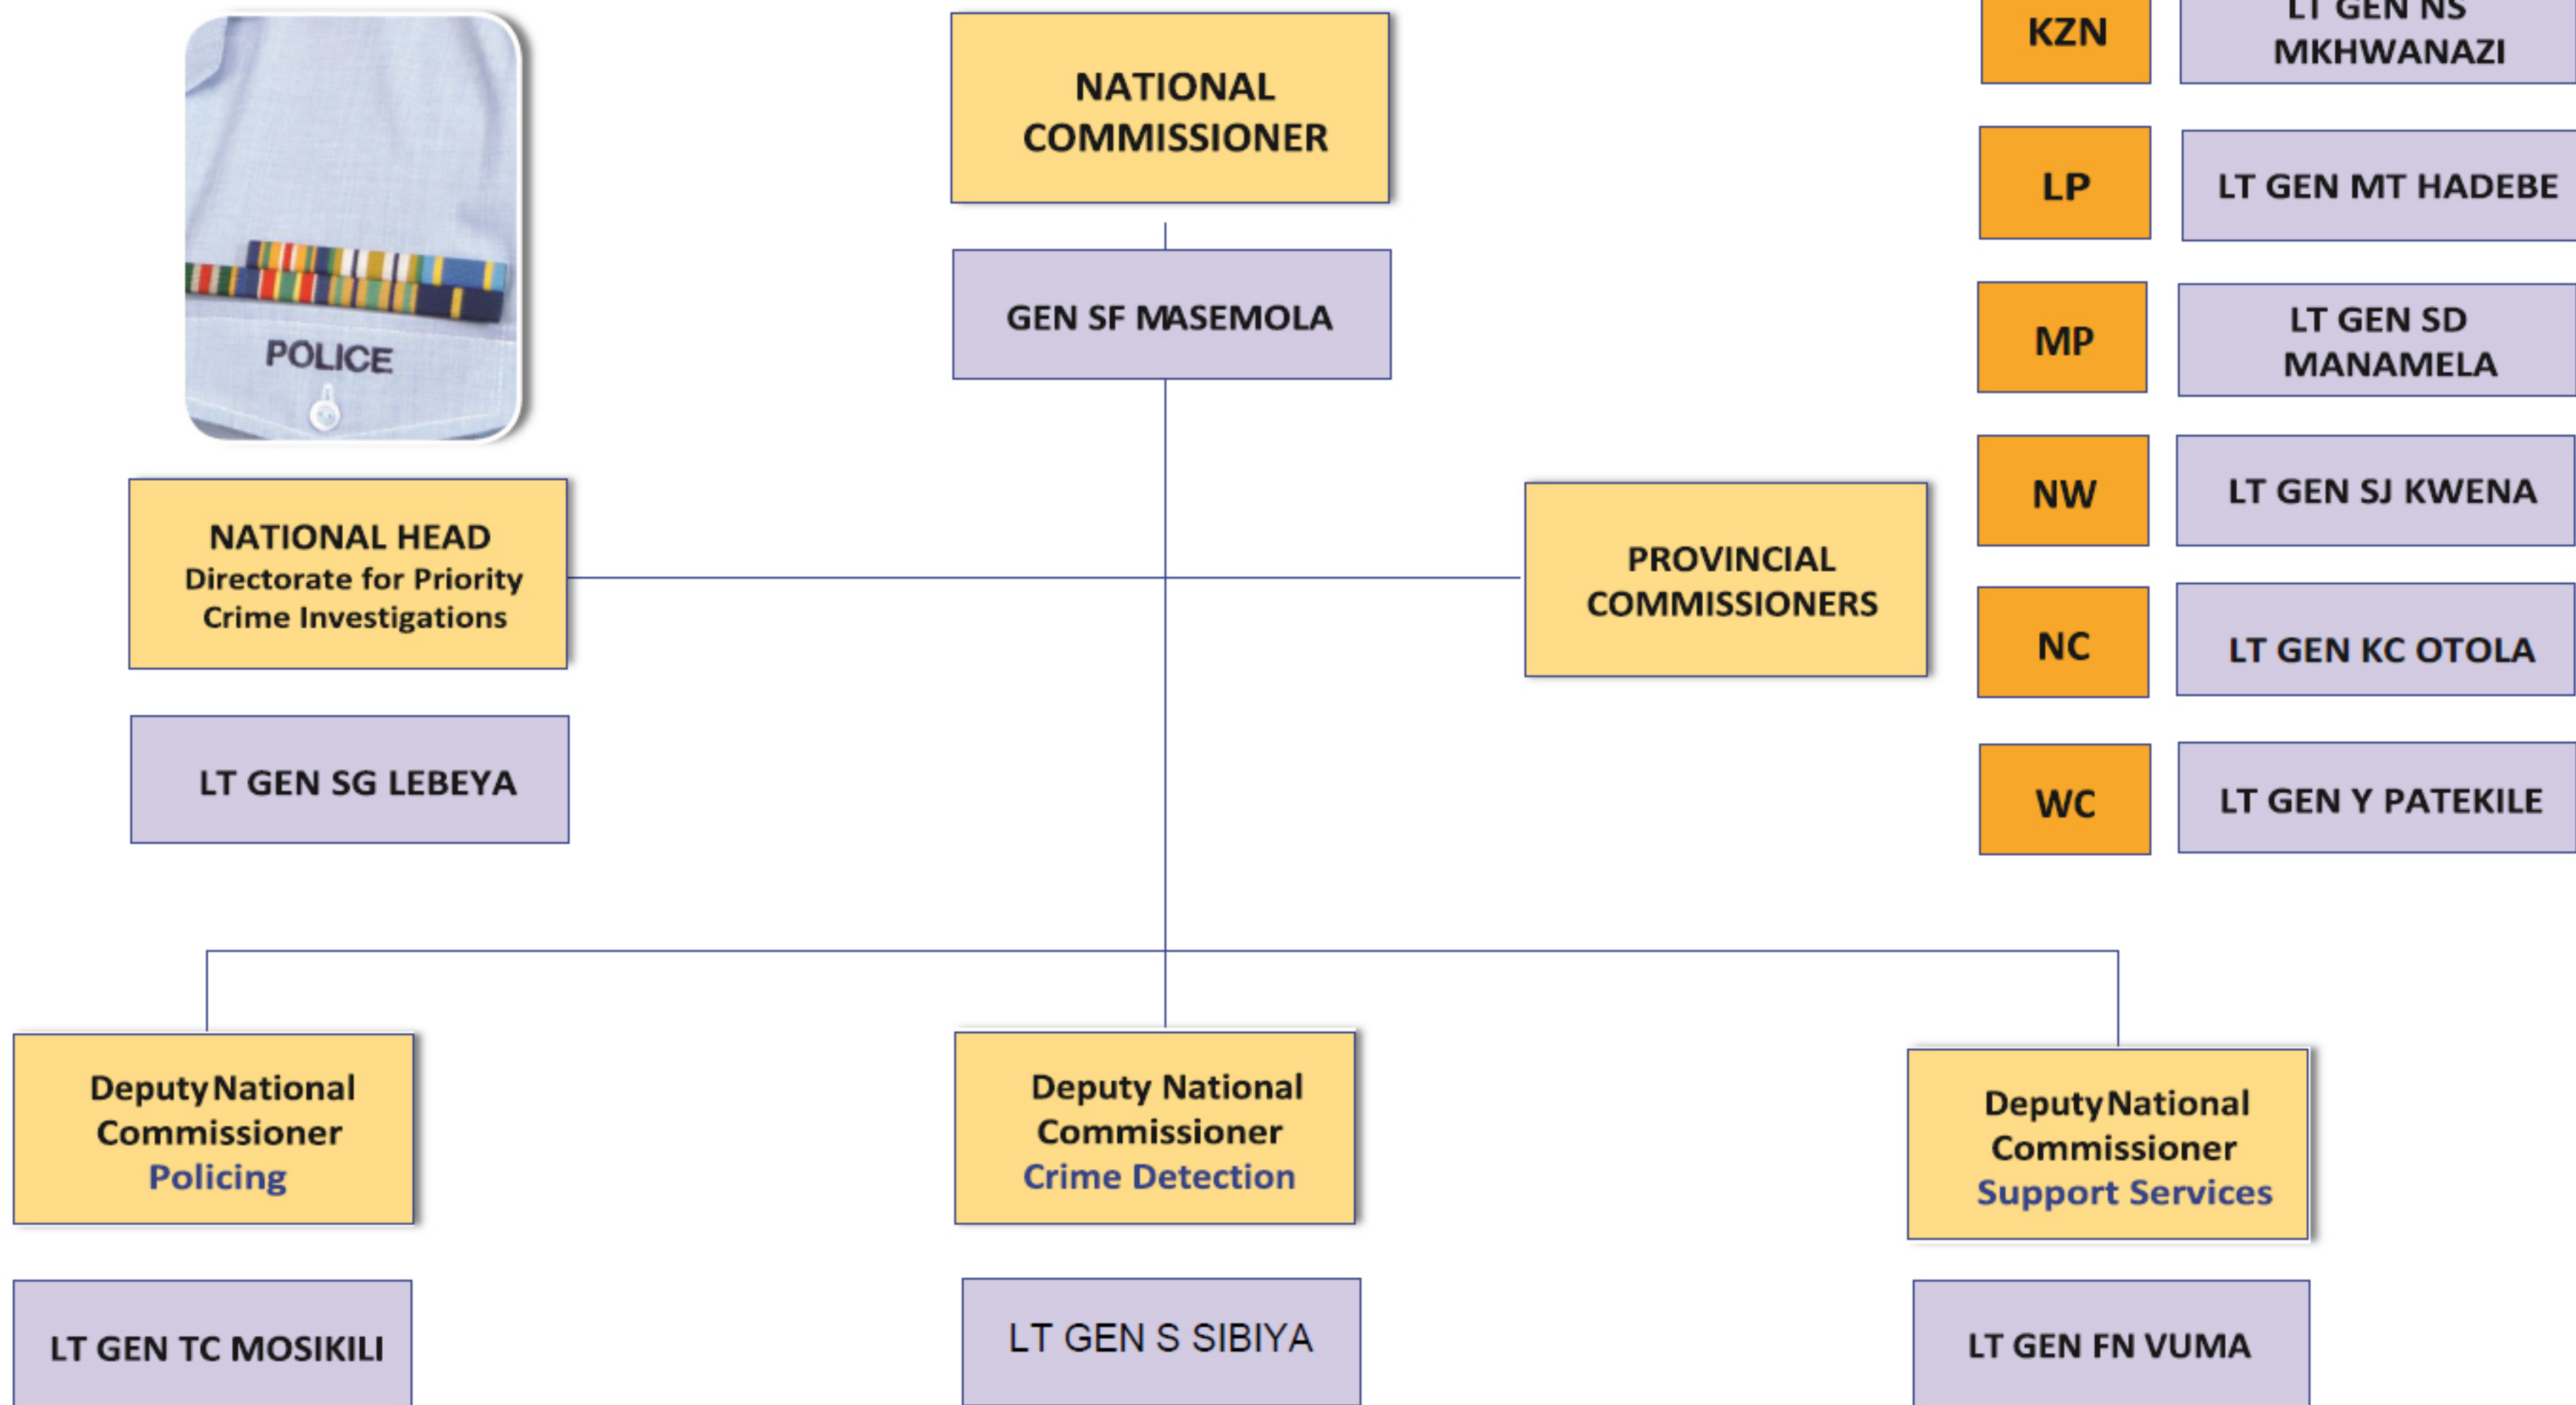 POLICE
NATIONAL
COMMISSIONER
GEN SF MASEMOLA
NATIONAL HEAD
Directorate for Priority
Crime Investigations
LT GEN SG LEBEYA
PROVINCIAL
COMMISSIONERS
KZN
LT GEN NS
MKHWANAZI
LP
LT GEN MT HADEBE
MP
LT GEN SD
MANAMELA
NW
LT GEN SJ KWENA
NC
LT GEN KC OTOLA
WC
LT GEN Y PATEKILE
Deputy National
Commissioner
Policing
LT GEN TC MOSIKILI
Deputy National
Commissioner
Crime Detection
LT GEN S SIBIYA
Deputy National
Commissioner
Support Services
LT GEN FN VUMA